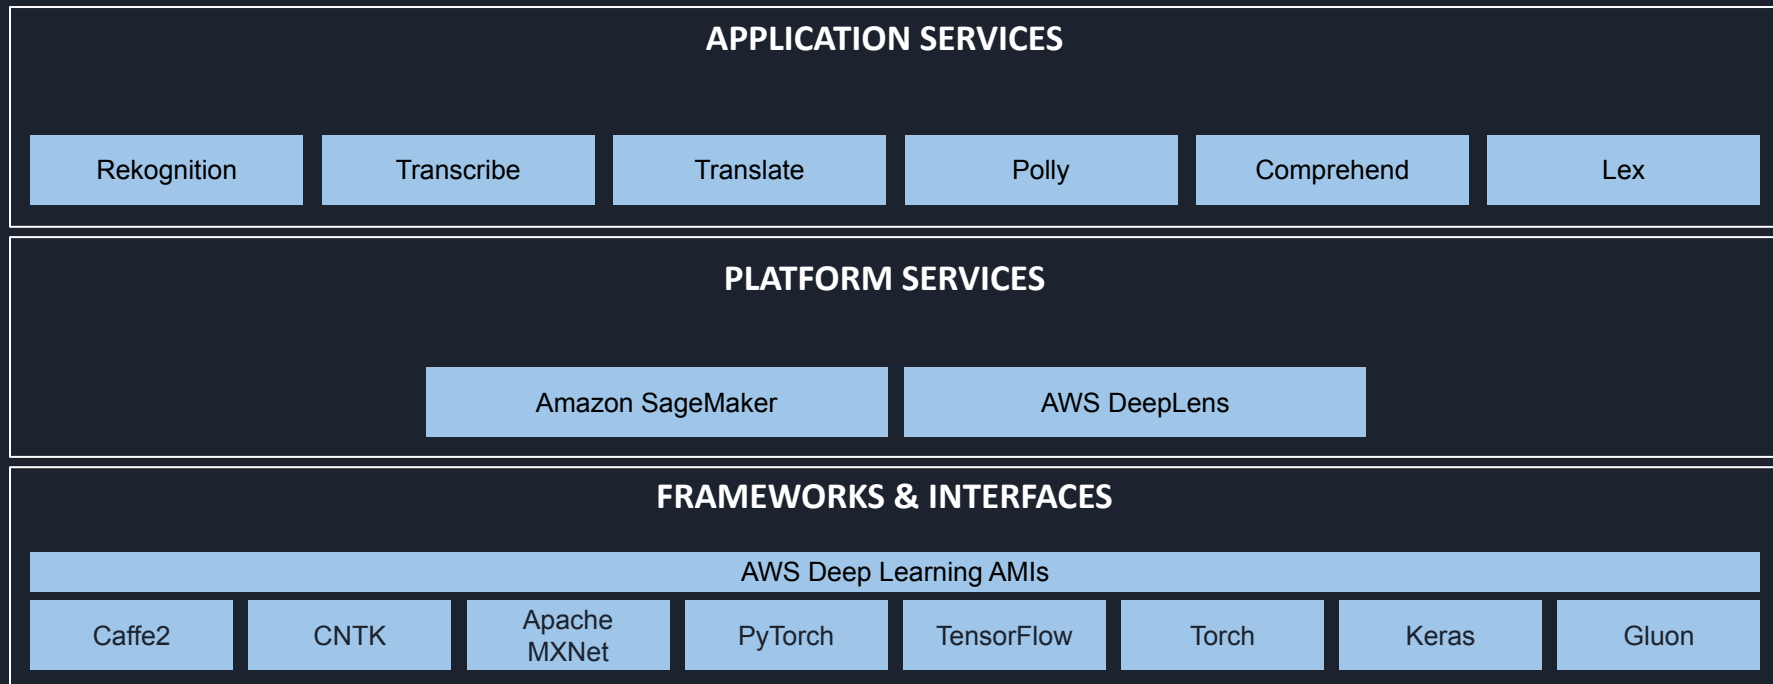 APPLICATION SERVICES
Rekognition
Transcribe
Translate
Polly
Comprehend
Lex
PLATFORM SERVICES
Amazon SageMaker
AWS DeepLens
FRAMEWORKS & INTERFACES
AWS Deep Learning AMIs
Caffe2
CNTK
Apache
MXNet
PyTorch
TensorFlow
Torch
Keras
Gluon